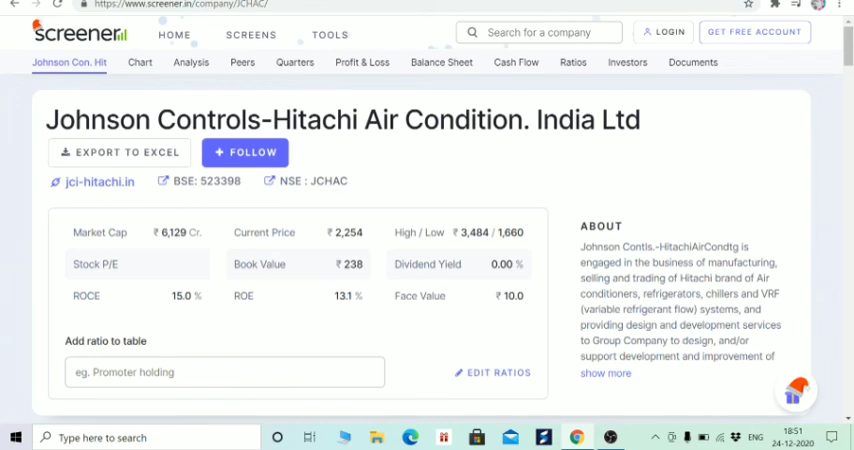 https://www.screener.in/company/JCHAC/
screener
HOME SCREENS TOOLS
Search for a company
LOGIN
GET FREE ACCOUNT
Johnson Con. Hit Chart Analysis Peers Quarters Profit & Loss Balance Sheet Cash Flow Ratios Investors Documents
Johnson Controls-Hitachi Air Condition. India Ltd
EXPORT TO EXCEL
+ FOLLOW
jci-hitachi.in BSE: 523398 NSE : JCHAC
Market Cap ₹ 6,129 Cr. Current Price ₹ 2,254 High / Low ₹ 3,484 / 1,660
Stock P/E Book Value ₹ 238 Dividend Yield 0.00 %
ROCE 15.0 % ROE 13.1 % Face Value ₹ 10.0
Add ratio to table
eg. Promoter holding
EDIT RATIOS
ABOUT
Johnson Contls.-HitachiAirCondtg is
engaged in the business of manufacturing,
selling and trading of Hitachi brand of Air
conditioners, refrigerators, chillers and VRF
(variable refrigerant flow) systems, and
providing design and development services
to Group Company to design, and/or
support development and improvement of
show more
Type here to search
ENG
18:51
24-12-2020